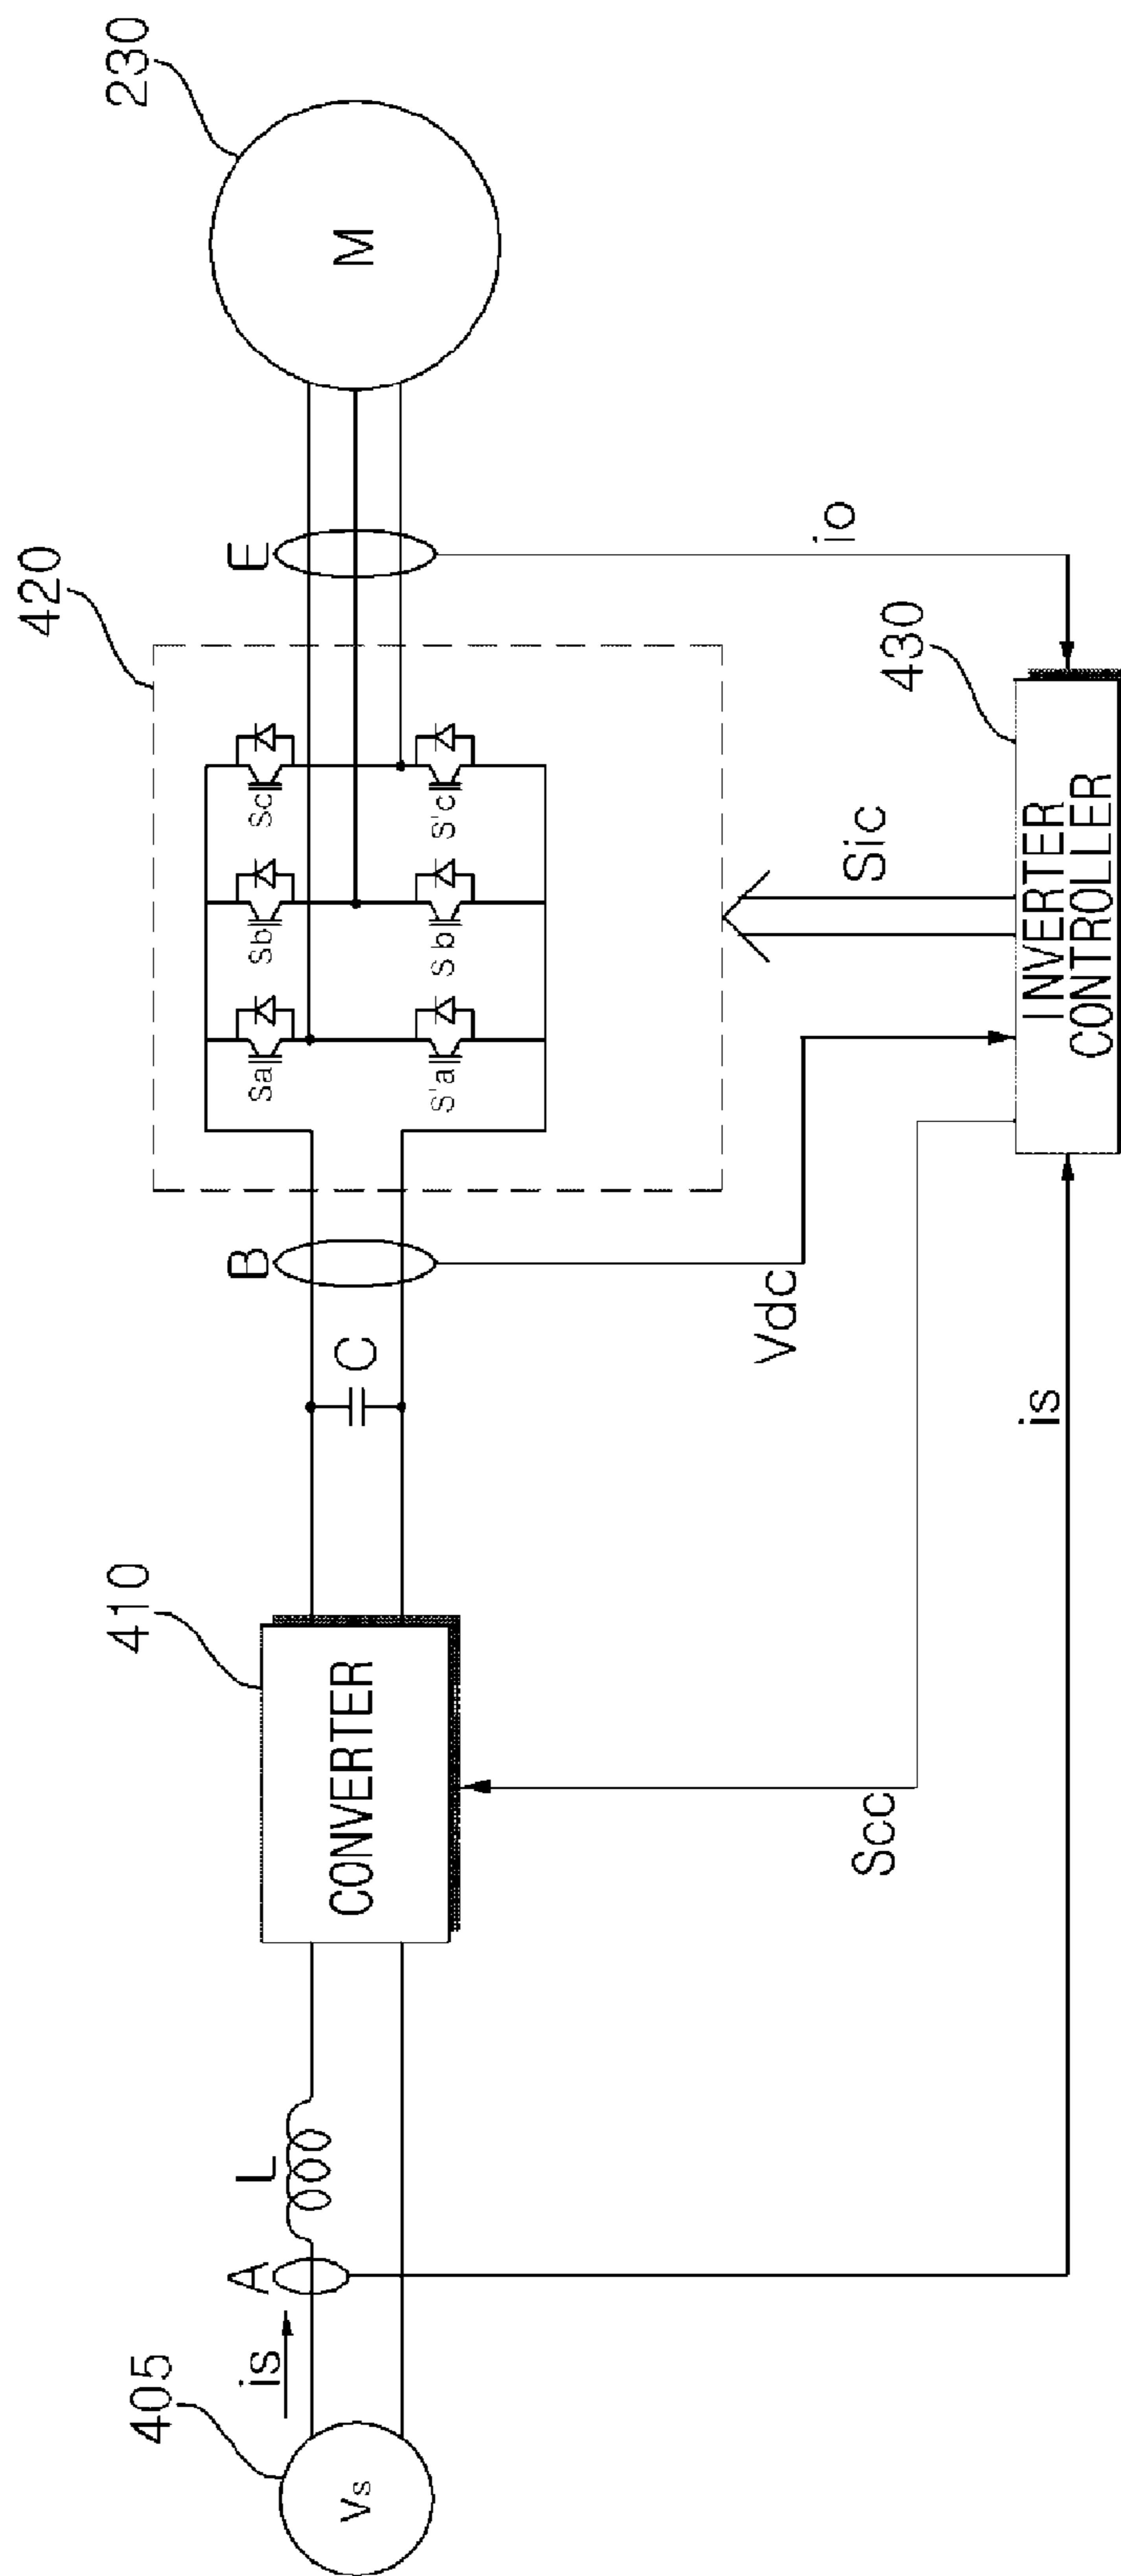 405
Vs
is
A
L
410
CONVERTER
Scc
C
B
Vdc
is
420
Sa
Sb
Sc
S'a
S'b
S'c
E
io
Sic
430
INVERTER
CONTROLLER
230
M